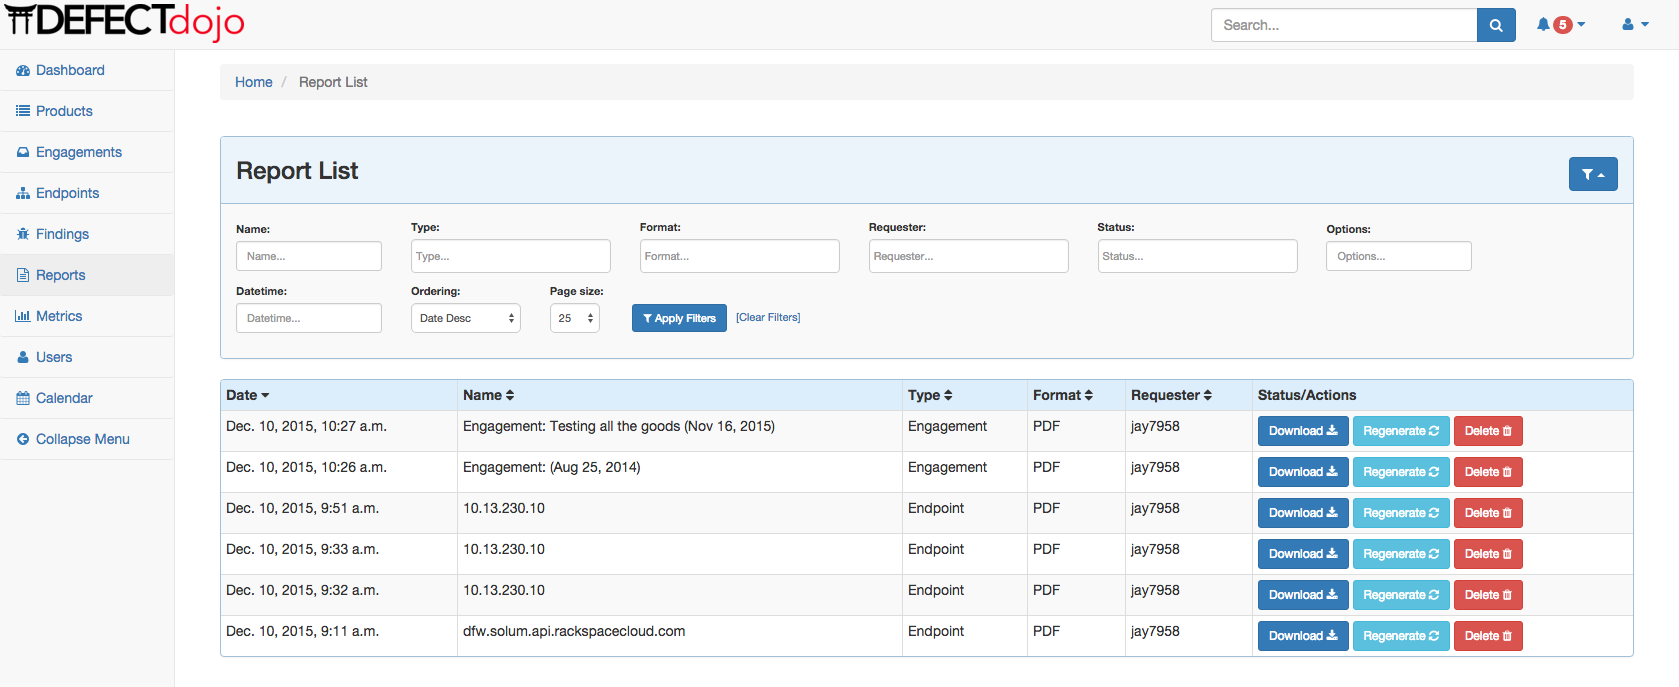 DEFECTdojo
Search...
5
Dashboard
Products
Engagements
Endpoints
Findings
Reports
Metrics
Users
Calendar
Collapse Menu
Home / Report List
Report List
Name: Type: Format: Requester: Status: Options:
Name... Type... Format... Requester... Status... Options...
Datetime: Ordering: Page size:
Datetime... Date Desc 25 Apply Filters [Clear Filters]
Date Name Type Format Requester Status/Actions
Dec. 10, 2015, 10:27 a.m. Engagement: Testing all the goods (Nov 16, 2015) Engagement PDF jay7958 Download Regenerate Delete
Dec. 10, 2015, 10:26 a.m. Engagement: (Aug 25, 2014) Engagement PDF jay7958 Download Regenerate Delete
Dec. 10, 2015, 9:51 a.m. 10.13.230.10 Endpoint PDF jay7958 Download Regenerate Delete
Dec. 10, 2015, 9:33 a.m. 10.13.230.10 Endpoint PDF jay7958 Download Regenerate Delete
Dec. 10, 2015, 9:32 a.m. 10.13.230.10 Endpoint PDF jay7958 Download Regenerate Delete
Dec. 10, 2015, 9:11 a.m. dfw.solum.api.rackspacecloud.com Endpoint PDF jay7958 Download Regenerate Delete